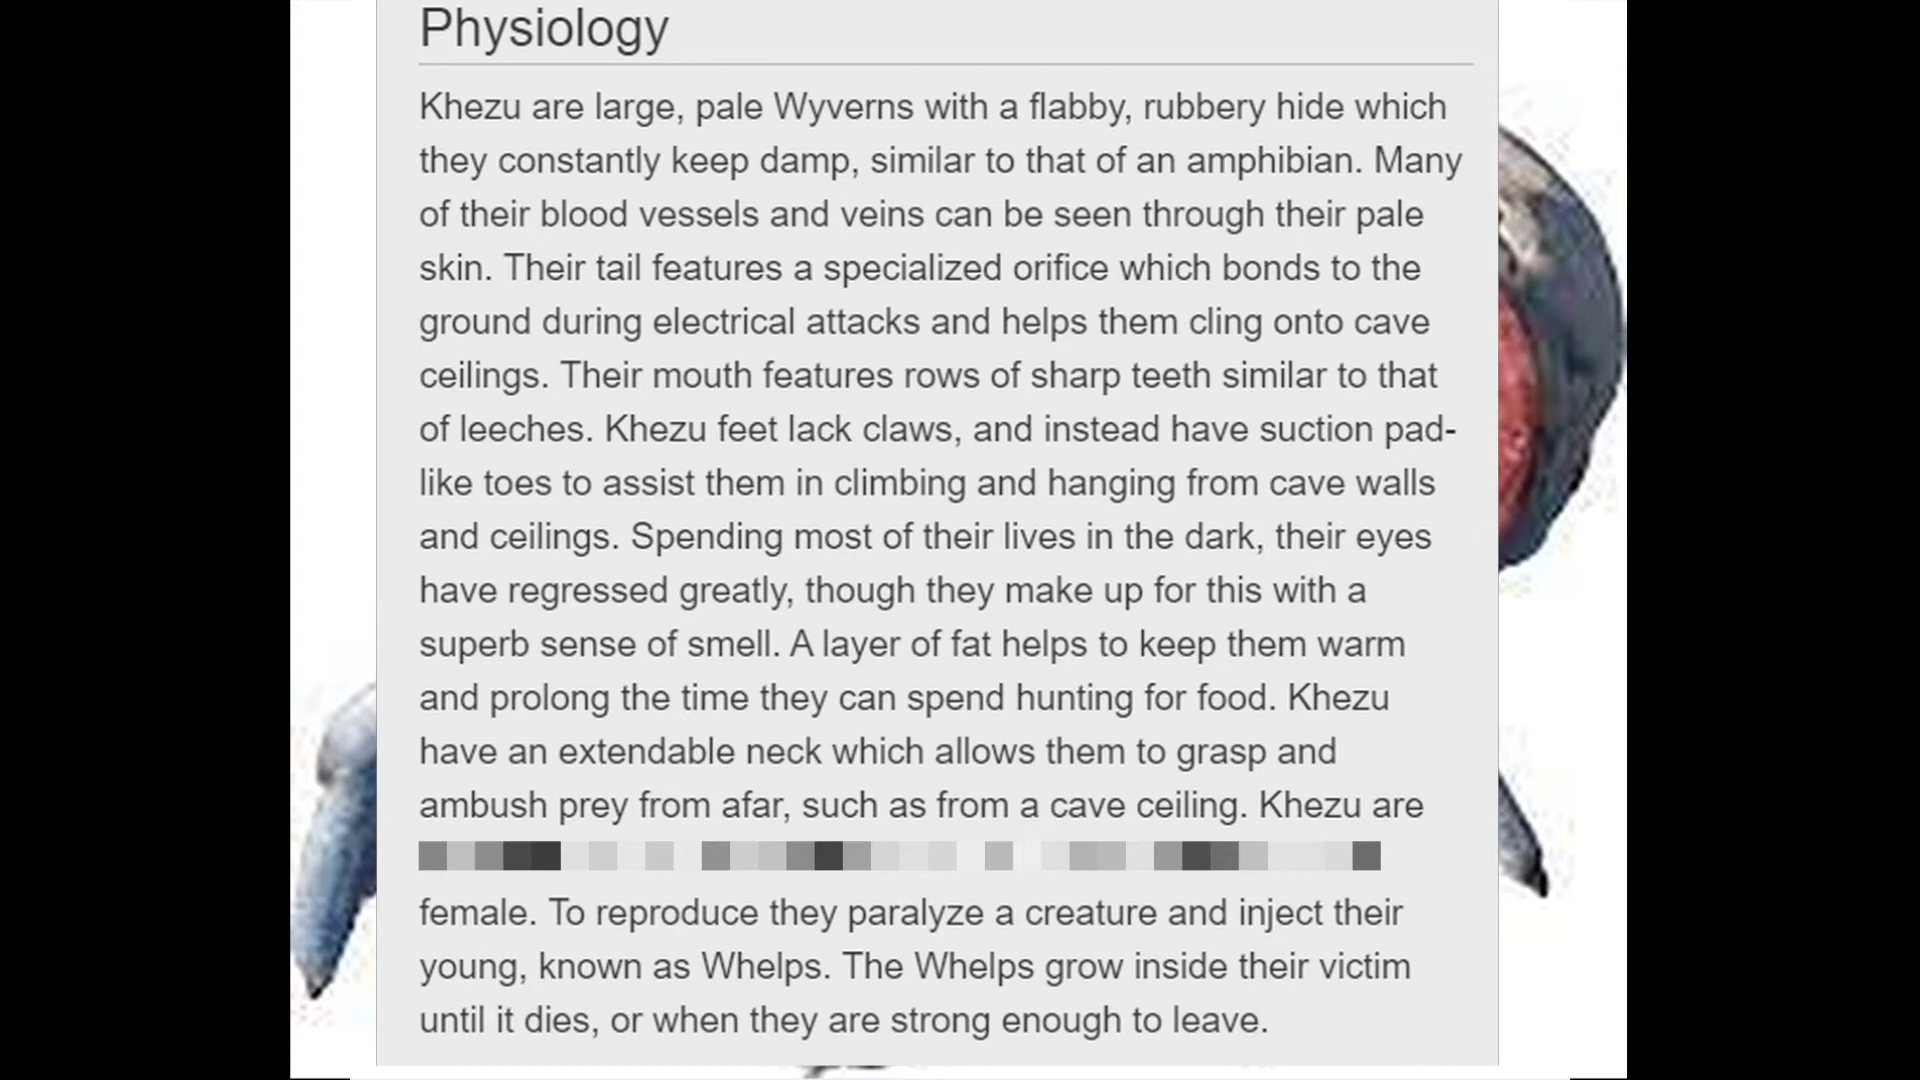 Physiology
Khezu are large, pale Wyverns with a flabby, rubbery hide which
they constantly keep damp, similar to that of an amphibian. Many
of their blood vessels and veins can be seen through their pale
skin. Their tail features a specialized orifice which bonds to the
ground during electrical attacks and helps them cling onto cave
ceilings. Their mouth features rows of sharp teeth similar to that
of leeches. Khezu feet lack claws, and instead have suction pad-
like toes to assist them in climbing and hanging from cave walls
and ceilings. Spending most of their lives in the dark, their eyes
have regressed greatly, though they make up for this with a
superb sense of smell. A layer of fat helps to keep them warm
and prolong the time they can spend hunting for food. Khezu
have an extendable neck which allows them to grasp and
ambush prey from afar, such as from a cave ceiling. Khezu are
female. To reproduce they paralyze a creature and inject their
young, known as Whelps. The Whelps grow inside their victim
until it dies, or when they are strong enough to leave.